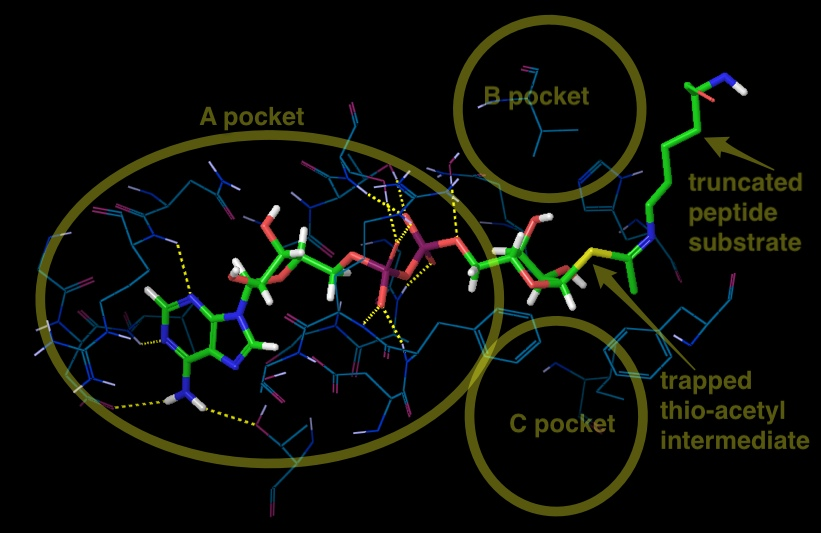 B pocket
A pocket
truncated
peptide
substrate
trapped
thio-acetyl
intermediate
C pocket